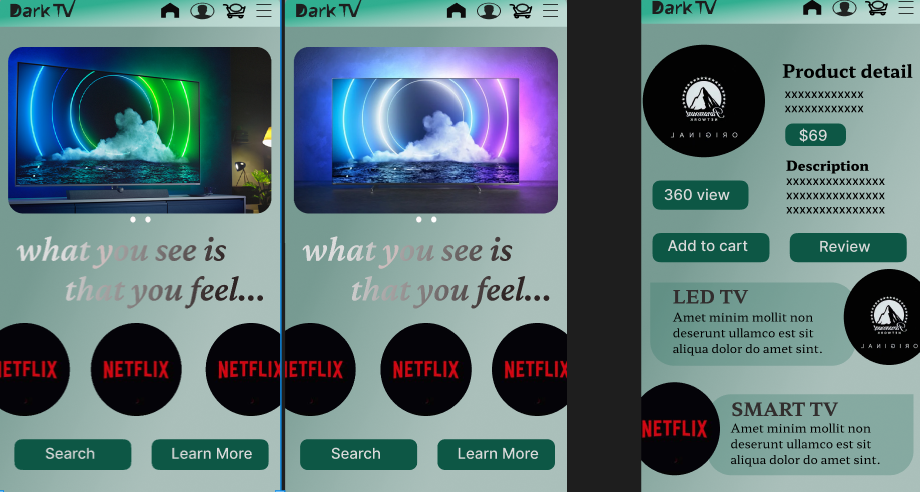 Dark TV
what you see is
that you feel...
NETFLIX
NETFLIX
NETFLIX
Search
Learn More
Dark TV
what you see is
that you feel...
NETFLIX
NETFLIX
NETFLIX
Search
Learn More
Dark TV
Product detail
xxxxxxxxxxxx
xxxxxxxxxxxx
$69
ORIGINAL
Description
xxxxxxxxxxxxxxx
xxxxxxxxxxxxxxx
xxxxxxxxxxxxxxx
360 view
Add to cart
Review
LED TV
Amet minim mollit non
deserunt ullamco est sit
aliqua dolor do amet sint.
ORIGINAL
NETFLIX
SMART TV
Amet minim mollit non
deserunt ullamco est sit
aliqua dolor do amet sint.